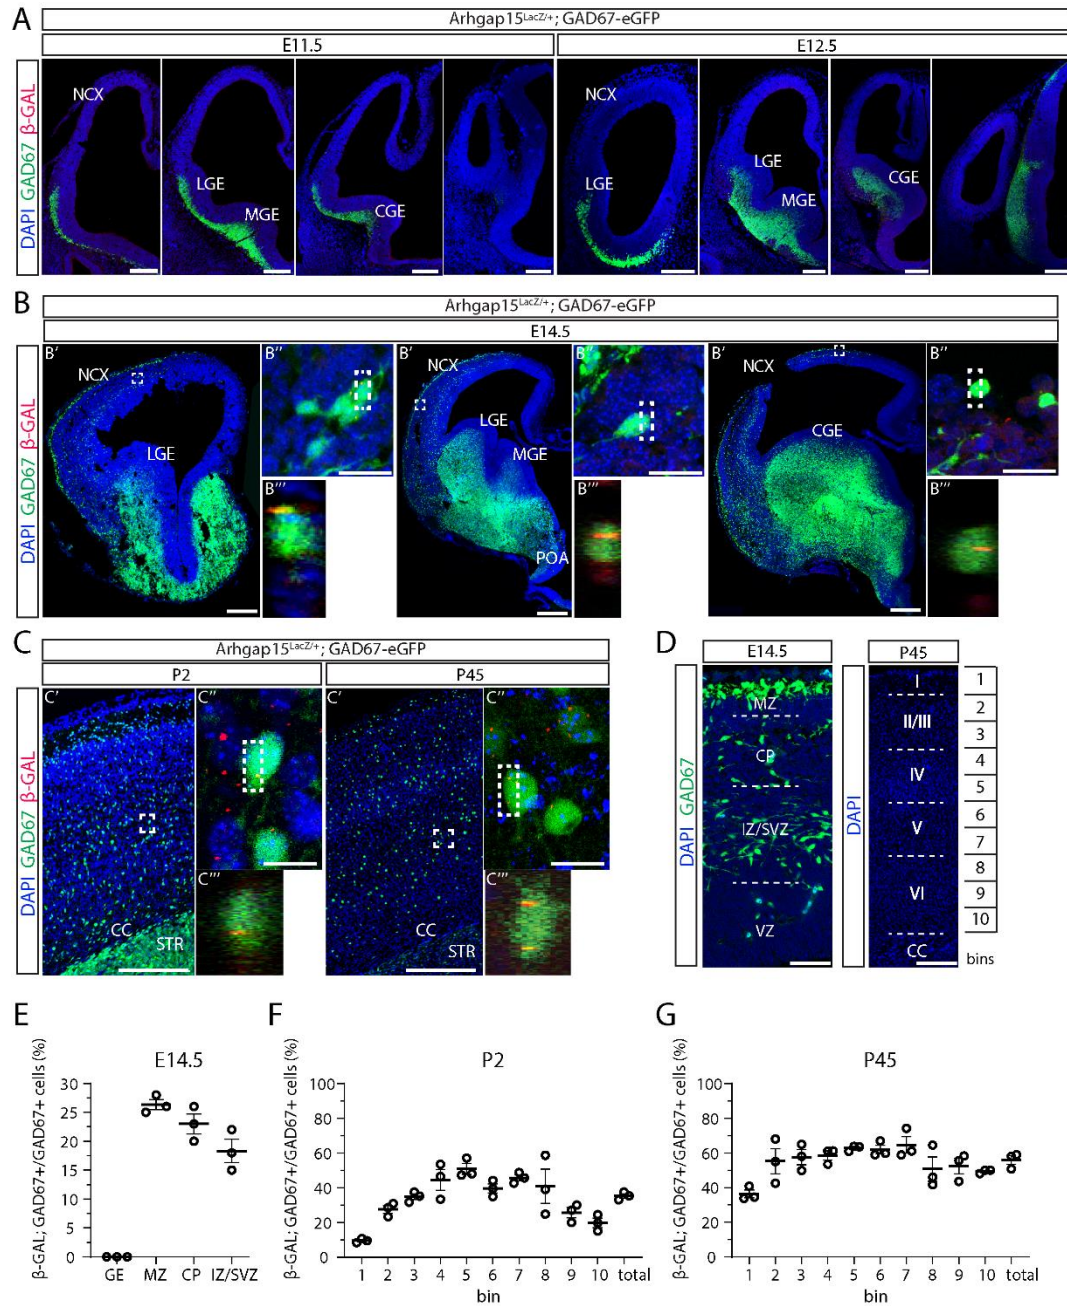 A
Arhgap15LacZ/+; GAD67-eGFP
E11.5
E12.5
DAPI GAD67 β-GAL
NCX
LGE
MGE
CGE
NCX
LGE
LGE
MGE
CGE
B
Arhgap15LacZ/+; GAD67-eGFP
E14.5
DAPI GAD67 β-GAL
B'
NCX
LGE
B''
B'''
B'
NCX
LGE
MGE
POA
B''
B'''
B'
NCX
CGE
B''
B'''
C
Arhgap15LacZ/+; GAD67-eGFP
P2
P45
DAPI GAD67 β-GAL
C'
CC
STR
C''
C'''
C'
CC
STR
C''
C'''
D
E14.5
P45
DAPI GAD67
MZ
CP
IZ/SVZ
VZ
DAPI
I
II/III
IV
V
VI
CC
1
2
3
4
5
6
7
8
9
10
bins
E
E14.5
β-GAL; GAD67+/GAD67+ cells (%)
30
25
20
15
10
5
0
GE MZ CP IZ/SVZ
F
P2
β-GAL; GAD67+/GAD67+ cells (%)
100
80
60
40
20
0
1 2 3 4 5 6 7 8 9 10 total
bin
G
P45
β-GAL; GAD67+/GAD67+ cells (%)
100
80
60
40
20
0
1 2 3 4 5 6 7 8 9 10 total
bin